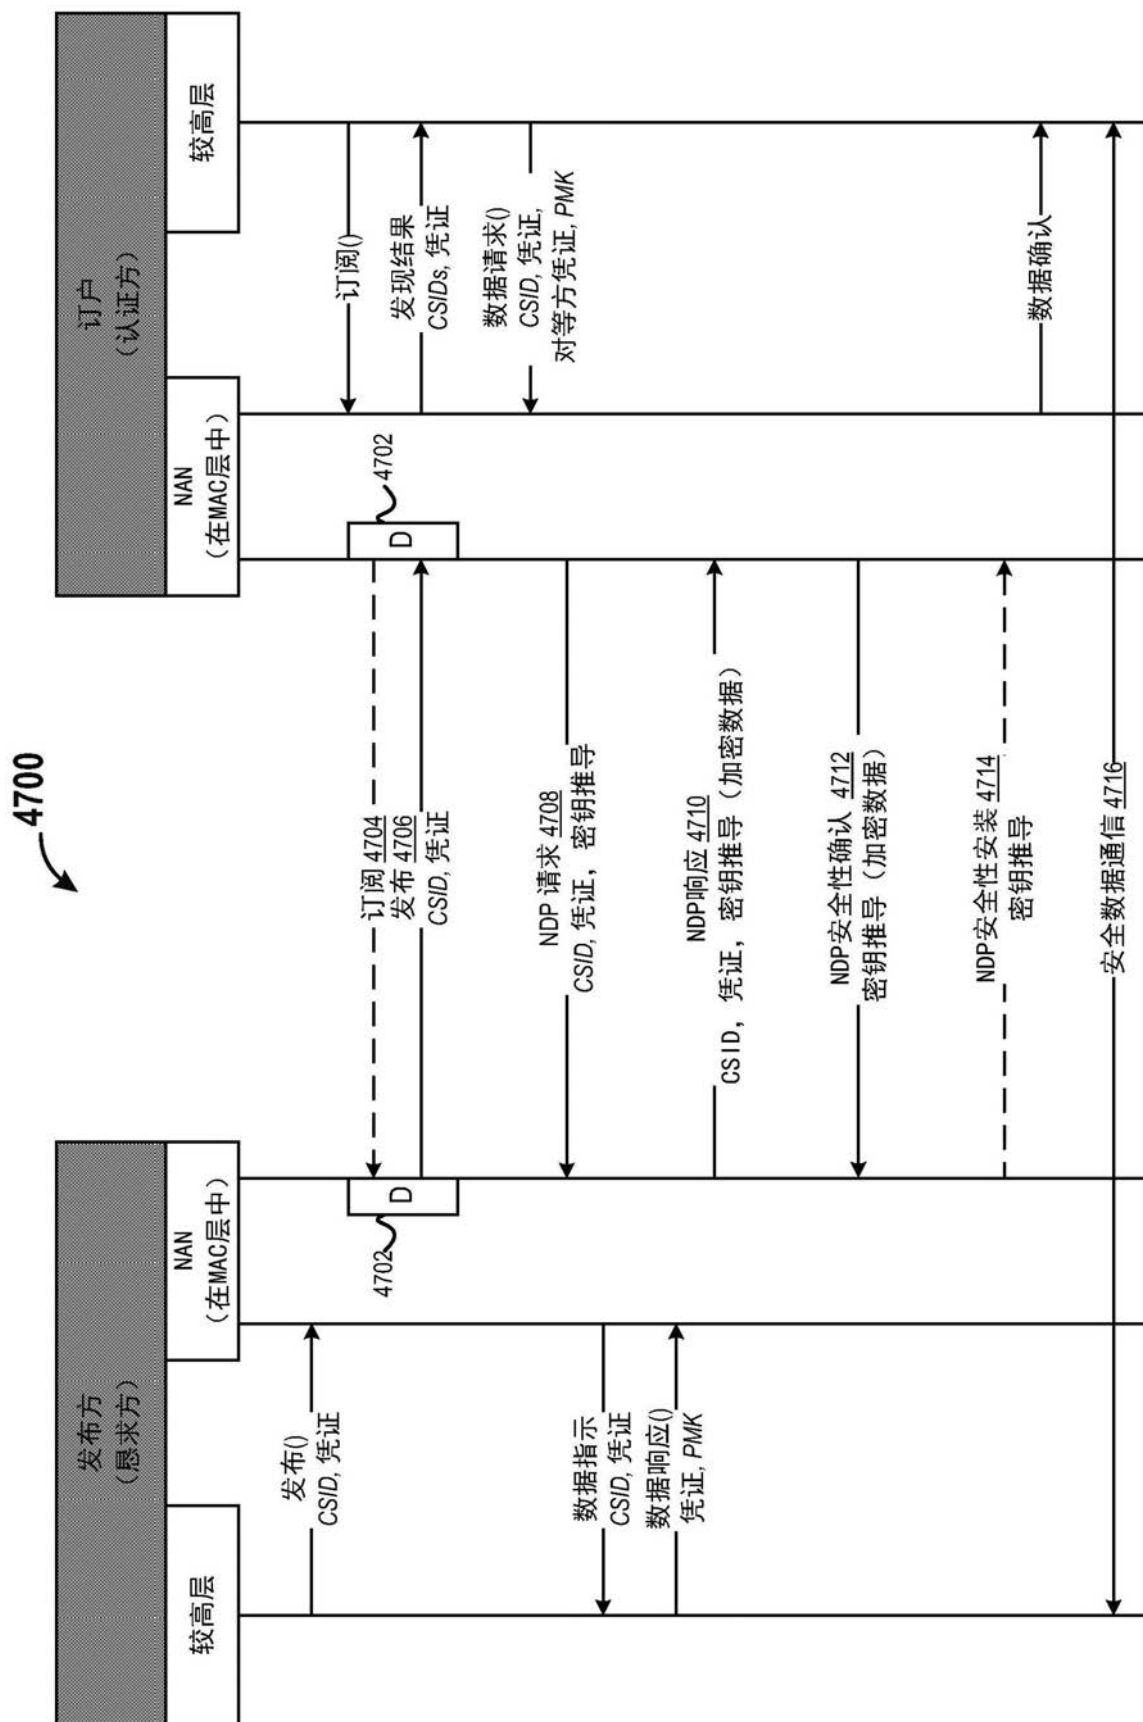 4700
发布方
(恳求方)
较高层
NAN
(在MAC层中)
订户
(认证方)
NAN
(在MAC层中)
较高层
发布()
CSID, 凭证
订阅()
4702
D
D
4702
订阅 4704
发布 4706
CSID, 凭证
发现结果
CSIDs, 凭证
数据请求()
CSID, 凭证,
对等方凭证, PMK
NDP 请求 4708
CSID, 凭证, 密钥推导
数据指示
CSID, 凭证
数据响应()
凭证, PMK
NDP响应 4710
CSID, 凭证, 密钥推导(加密数据)
NDP安全性确认 4712
密钥推导(加密数据)
NDP安全性安装 4714
密钥推导
数据确认
安全数据通信 4716